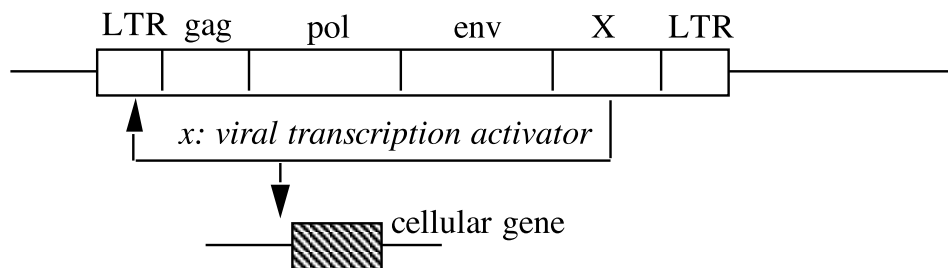 LTR gag pol env X LTR
x: viral transcription activator
cellular gene